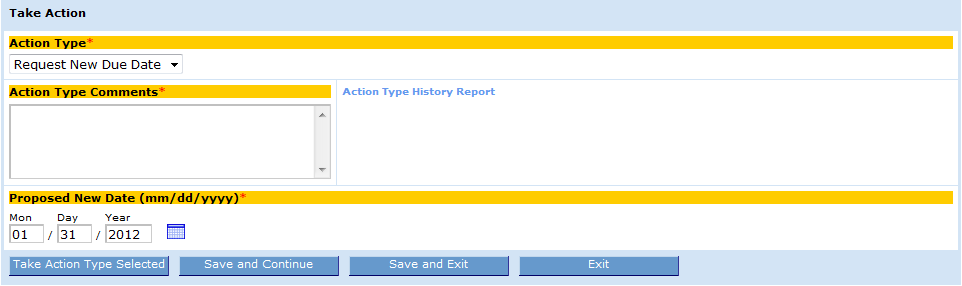 Take Action
Action Type*
Request New Due Date
Action Type Comments*
Action Type History Report
Proposed New Date (mm/dd/yyyy)*
Mon Day Year
01 / 31 / 2012
Take Action Type Selected Save and Continue Save and Exit Exit